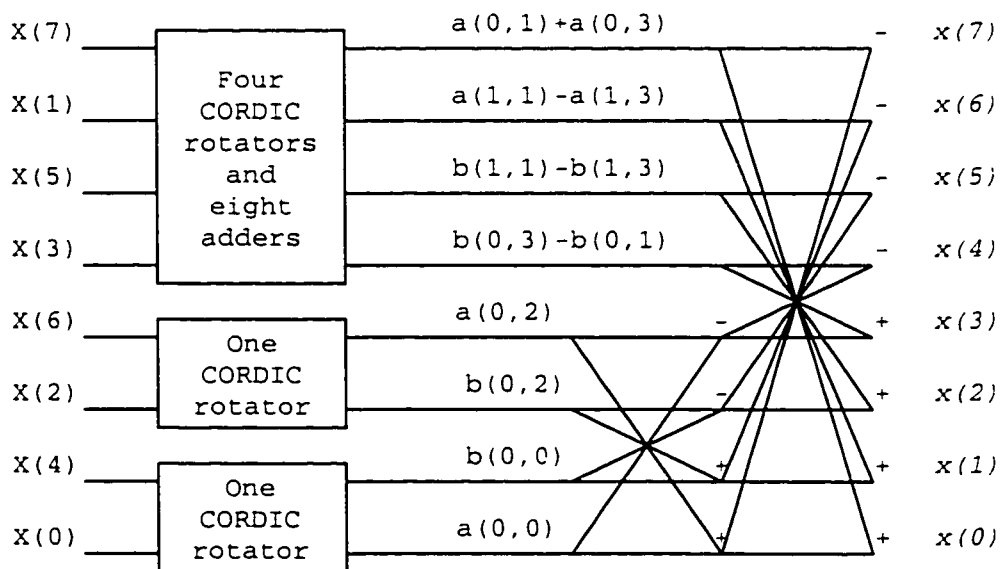 X(7) a(0,1)+a(0,3) - x(7)
X(1) a(1,1)-a(1,3) - x(6)
X(5) b(1,1)-b(1,3) - x(5)
X(3) b(0,3)-b(0,1) - x(4)
Four
CORDIC
rotators
and
eight
adders
X(6) a(0,2) - + x(3)
X(2) b(0,2) - + x(2)
One
CORDIC
rotator
X(4) b(0,0) + + x(1)
X(0) a(0,0) + + x(0)
One
CORDIC
rotator